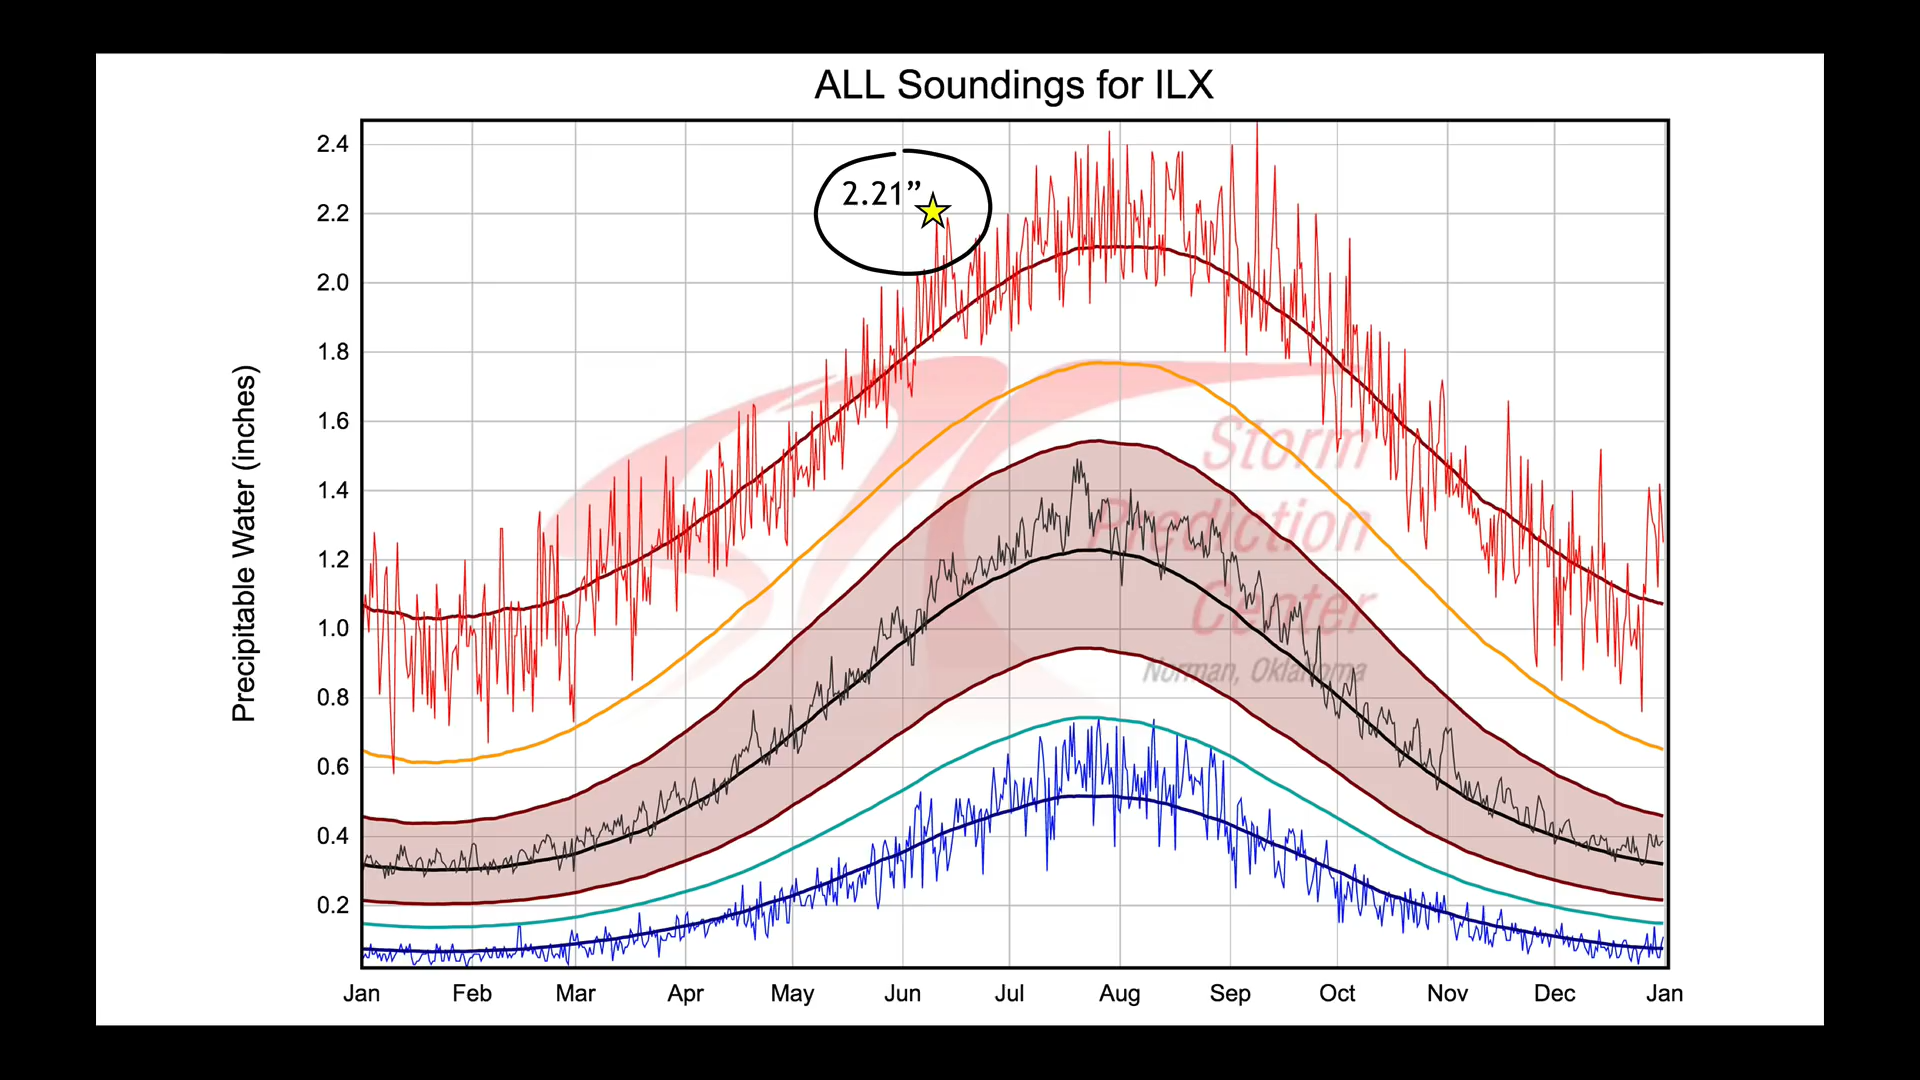 ALL Soundings for ILX
Precipitable Water (inches)
2.4
2.2
2.0
1.8
1.6
1.4
1.2
1.0
0.8
0.6
0.4
0.2
2.21”
Storm
Prediction
Center
Norman, Oklahoma
Jan Feb Mar Apr May Jun Jul Aug Sep Oct Nov Dec Jan